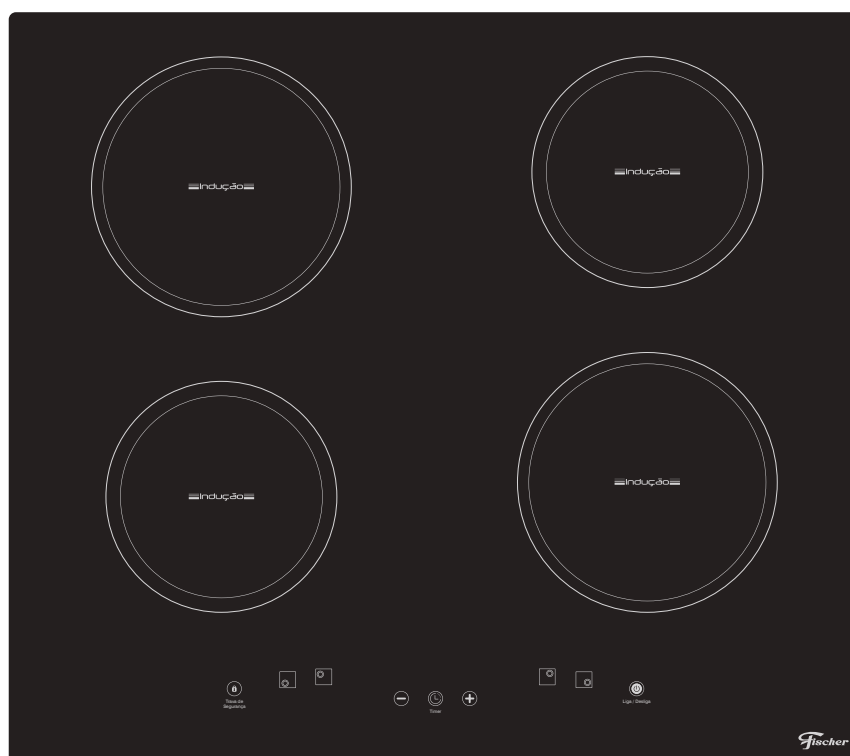 Indução
Indução
Indução
Indução
Trava de
Segurança
Timer
Liga / Desliga
Fischer